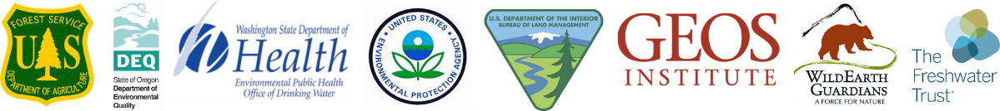 FOREST SERVICE
U S
DEPARTMENT OF AGRICULTURE
DEQ
State of Oregon
Department of
Environmental
Quality
Washington State Department of
Health
Environmental Public Health
Office of Drinking Water
UNITED STATES
ENVIRONMENTAL PROTECTION AGENCY
U.S. DEPARTMENT OF THE INTERIOR
BUREAU OF LAND MANAGEMENT
GEOS
INSTITUTE
WILDEARTH
GUARDIANS
A FORCE FOR NATURE
The
Freshwater
Trust®